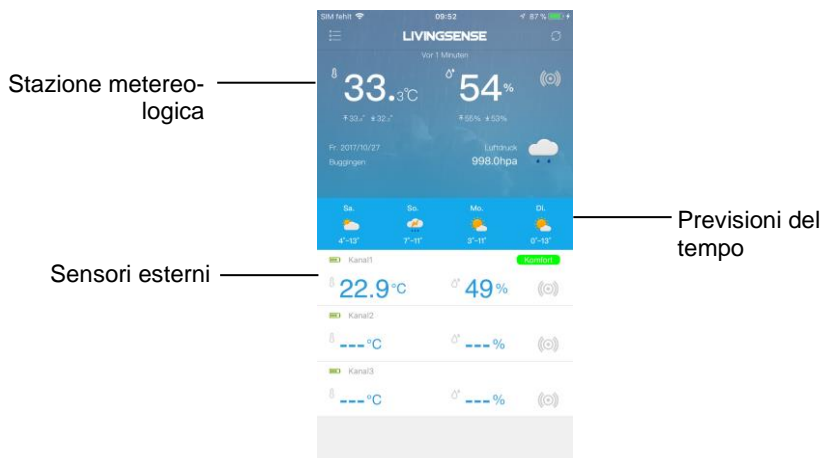 SIM fehlt 09:52 87 %
LIVINGSENSE
Vor 1 Minuten
33.3°C 54%
55% 53%
Fr. 2017/10/27 Luftdruck
Buggingen 998.0hpa
Sa. So. Mo. Di.
4°~13° 7°~11° 3°~11° 0°~13°
Kanal1 Komfort
22.9°C 49%
Kanal2
---°C ---%
Kanal3
---°C ---%
Stazione metereo-
logica
Sensori esterni
Previsioni del
tempo